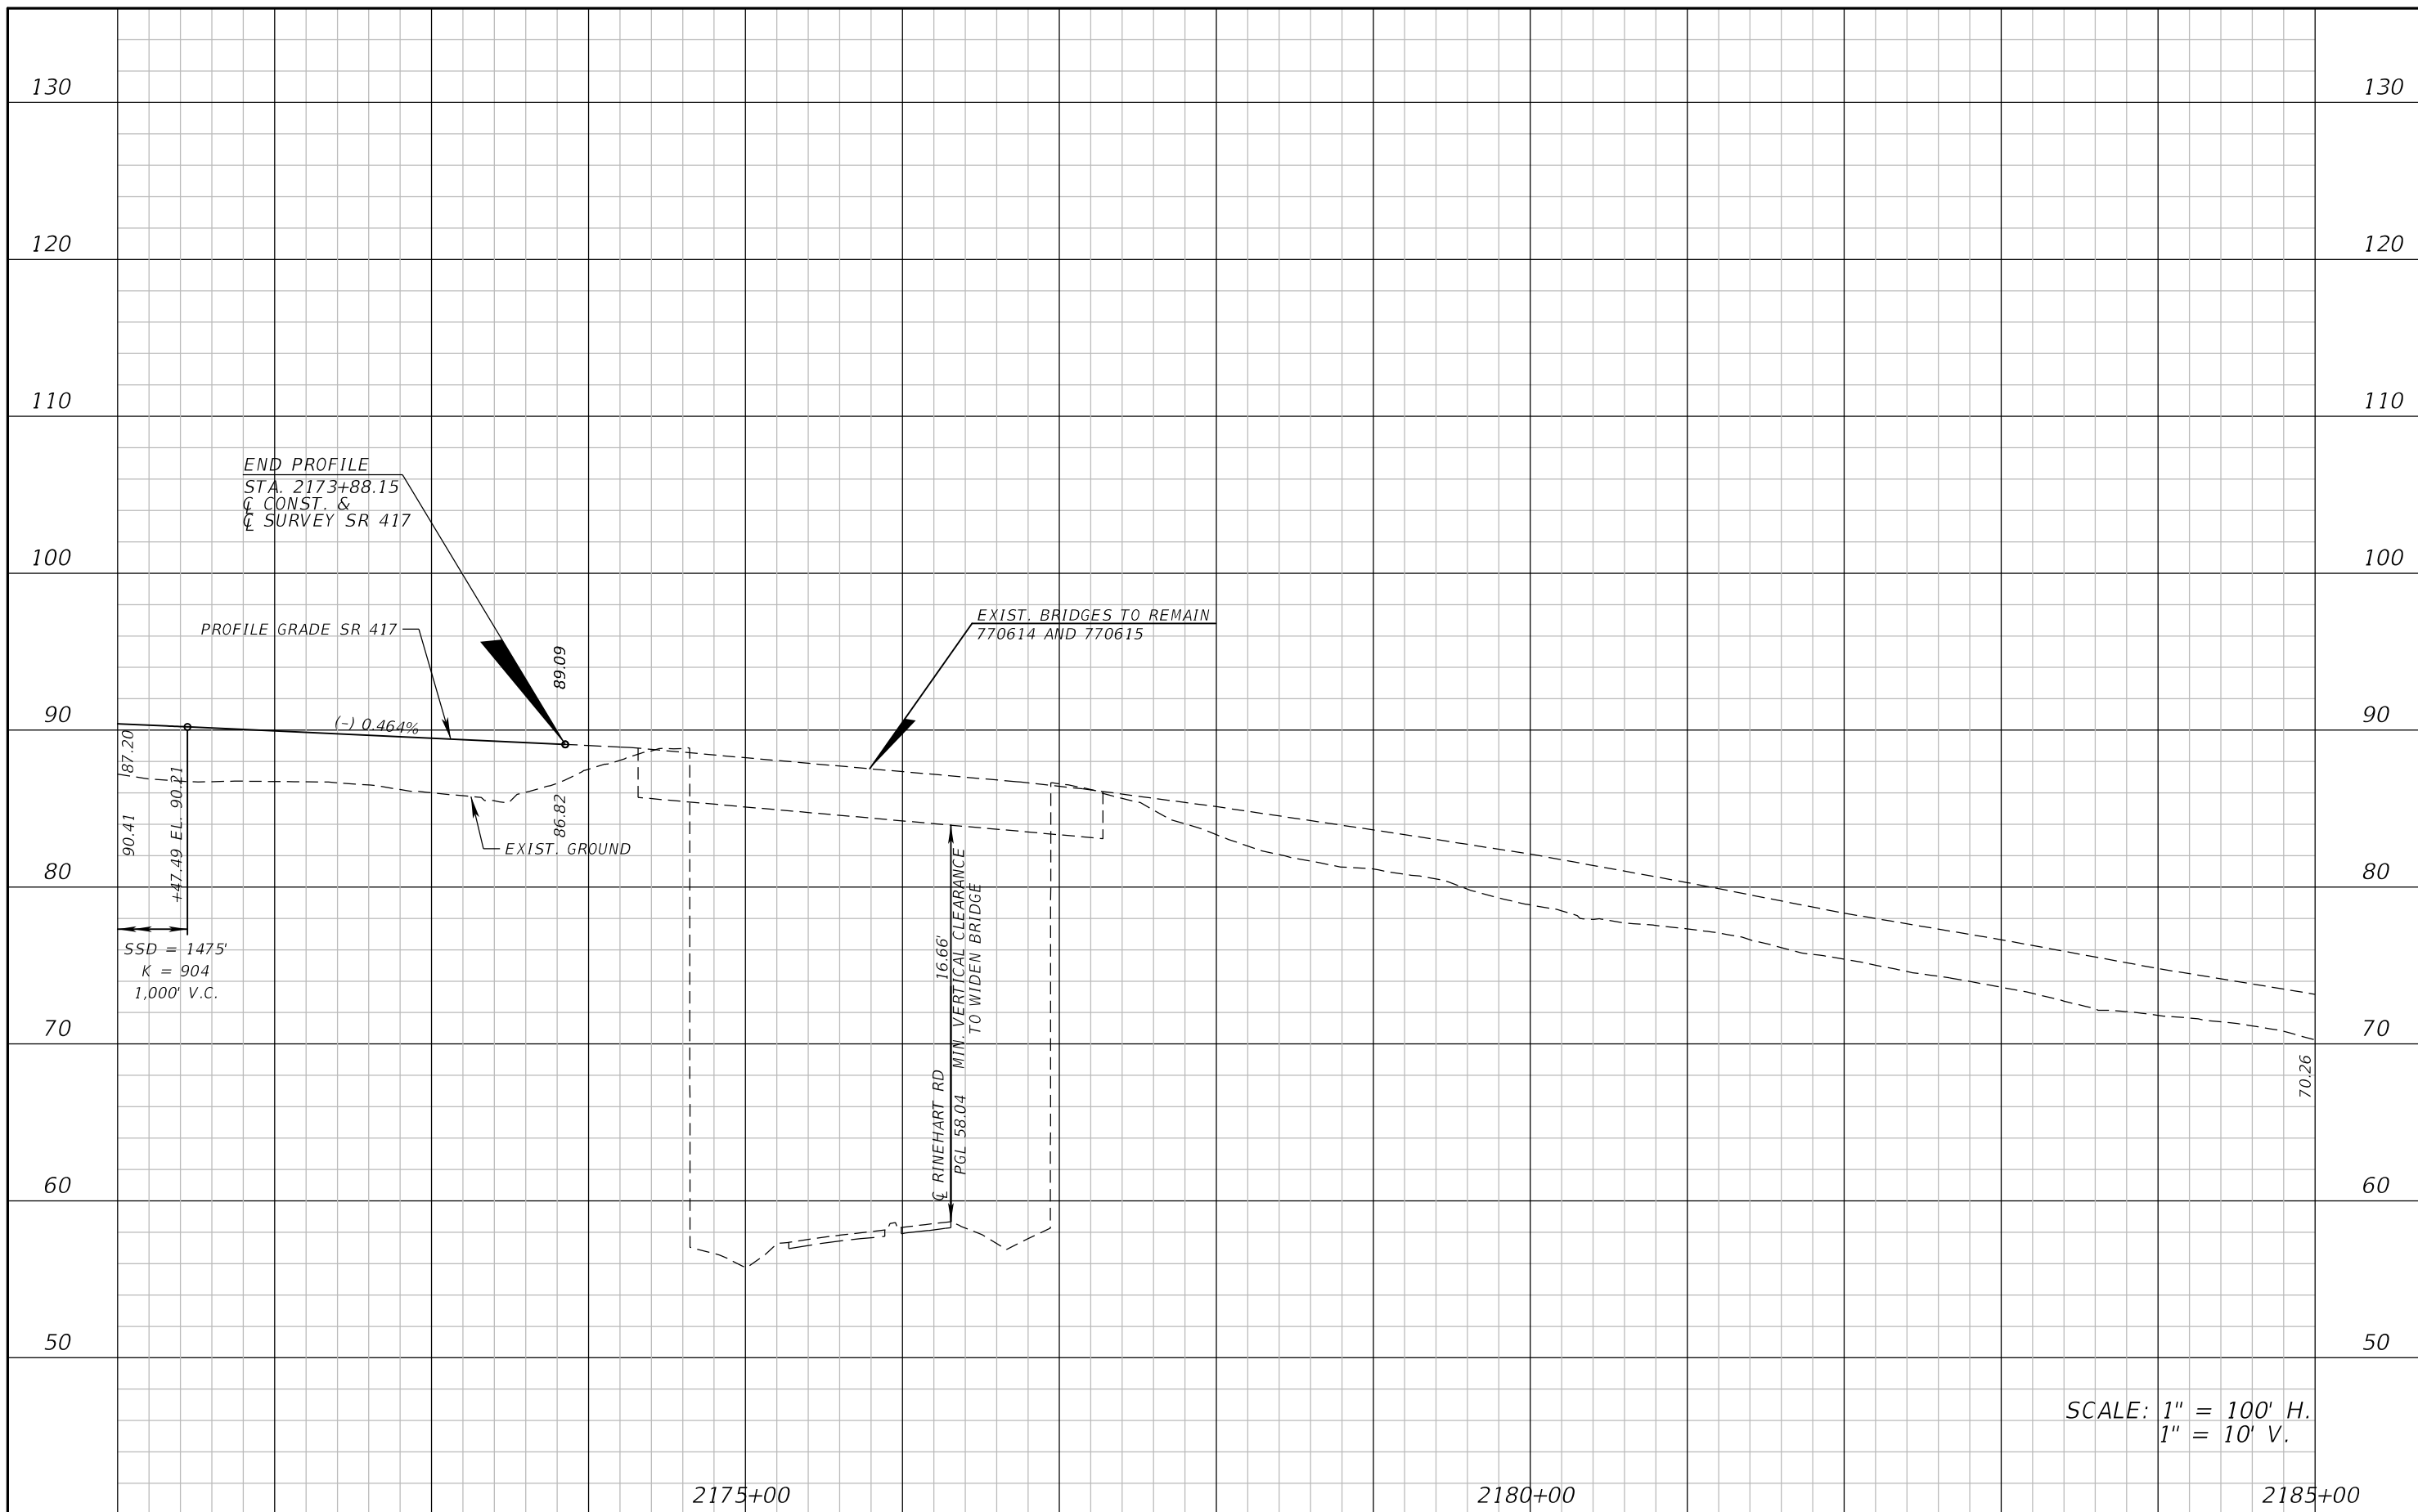 130
130
120
120
110
110
END PROFILE
STA. 2173+88.15
℄ CONST. &
℄ SURVEY SR 417
100
100
PROFILE GRADE SR 417
EXIST. BRIDGES TO REMAIN
770614 AND 770615
89.09
90
90
(-) 0.464%
87.20
90.41
+47.49 EL. 90.21
86.82
EXIST. GROUND
80
80
SSD = 1475'
K = 904
1,000' V.C.
16.66'
MIN. VERTICAL CLEARANCE
TO WIDEN BRIDGE
70
70
70.26
℄ RINEHART RD
PGL 58.04
60
60
50
50
SCALE: 1" = 100' H.
1" = 10' V.
2175+00
2180+00
2185+00